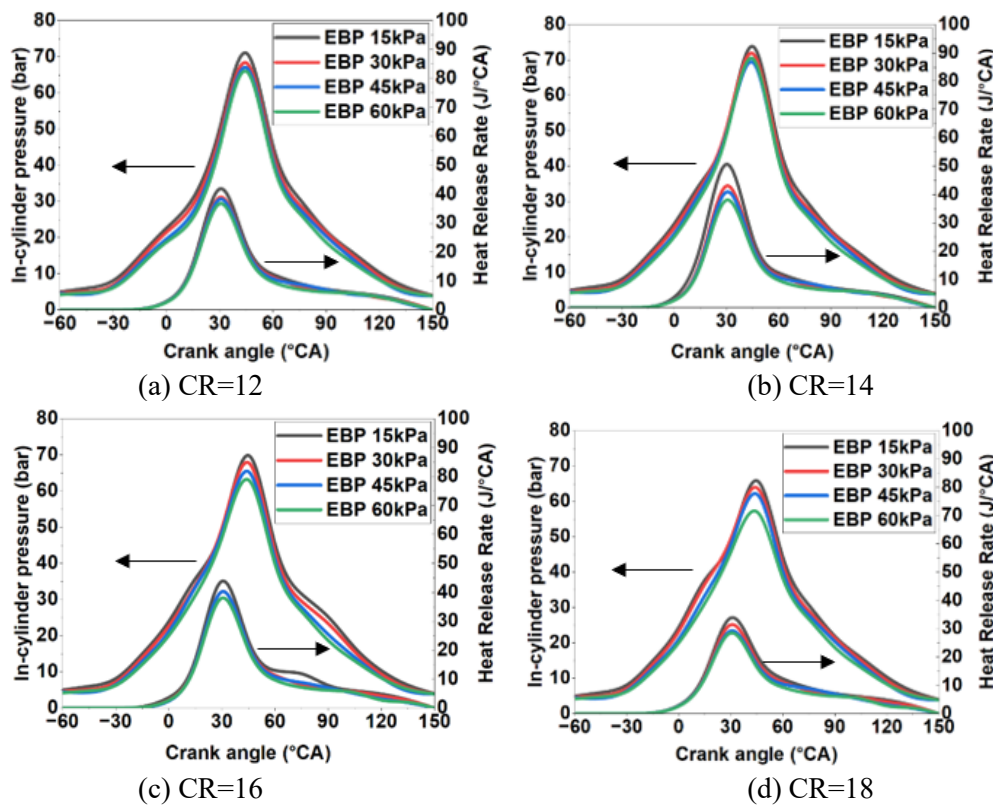 80
70
60
50
40
30
20
10
0
In-cylinder pressure (bar)
EBP 15kPa
EBP 30kPa
EBP 45kPa
EBP 60kPa
100
90
80
70
60
50
40
30
20
10
0
Heat Release Rate (J/°CA)
−60 −30 0 30 60 90 120 150
Crank angle (°CA)
(a) CR=12
80
70
60
50
40
30
20
10
0
In-cylinder pressure (bar)
EBP 15kPa
EBP 30kPa
EBP 45kPa
EBP 60kPa
100
90
80
70
60
50
40
30
20
10
0
Heat Release Rate (J/°CA)
−60 −30 0 30 60 90 120 150
Crank angle (°CA)
(b) CR=14
80
70
60
50
40
30
20
10
0
In-cylinder pressure (bar)
EBP 15kPa
EBP 30kPa
EBP 45kPa
EBP 60kPa
100
90
80
70
60
50
40
30
20
10
0
Heat Release Rate (J/°CA)
−60 −30 0 30 60 90 120 150
Crank angle (°CA)
(c) CR=16
80
70
60
50
40
30
20
10
0
In-cylinder pressure (bar)
EBP 15kPa
EBP 30kPa
EBP 45kPa
EBP 60kPa
100
90
80
70
60
50
40
30
20
10
0
Heat Release Rate (J/°CA)
−60 −30 0 30 60 90 120 150
Crank angle (°CA)
(d) CR=18